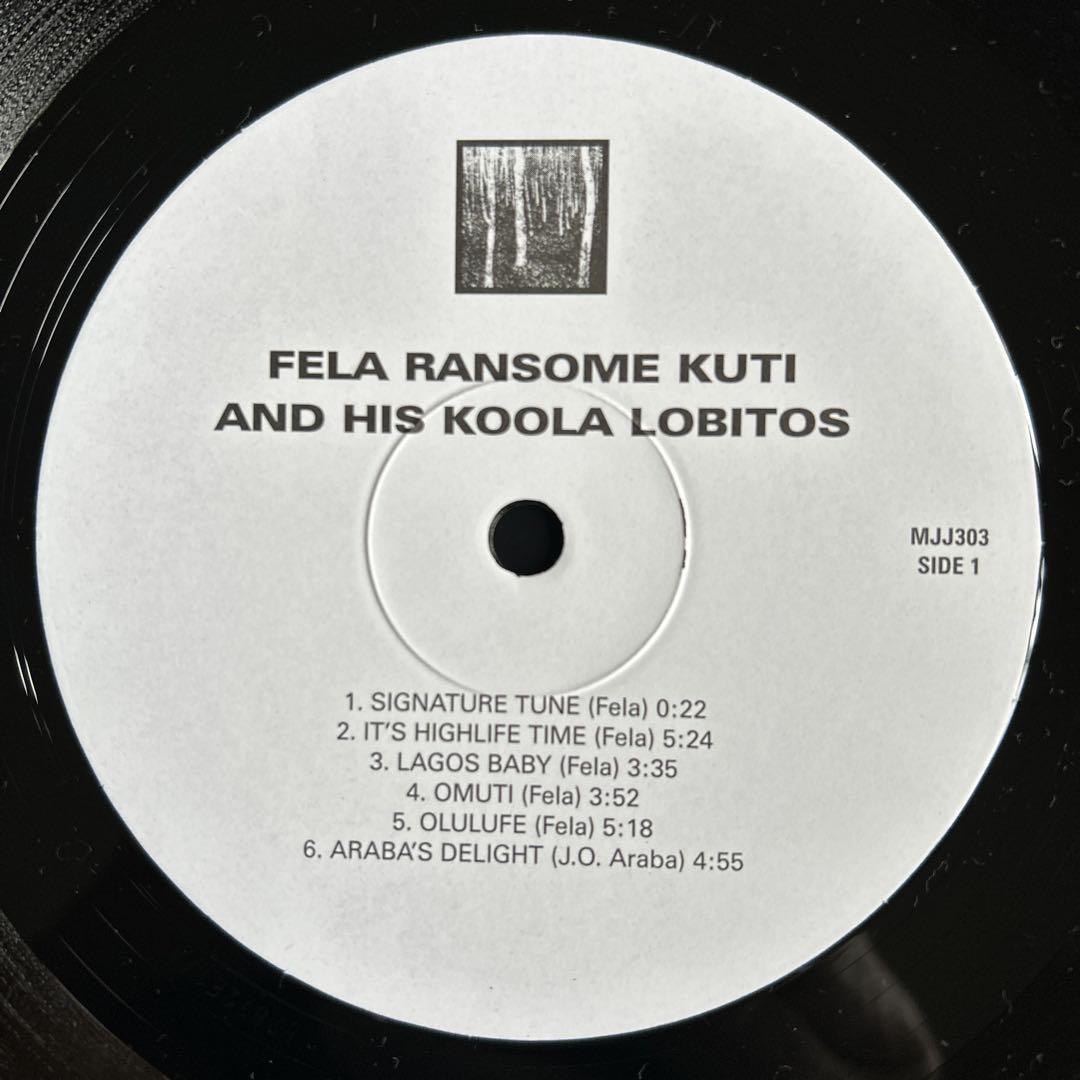 FELA RANSOME KUTI
AND HIS KOOLA LOBITOS
MJJ303
SIDE 1
1. SIGNATURE TUNE (Fela) 0:22
2. IT'S HIGHLIFE TIME (Fela) 5:24
3. LAGOS BABY (Fela) 3:35
4. OMUTI (Fela) 3:52
5. OLULUFE (Fela) 5:18
6. ARABA'S DELIGHT (J.O. Araba) 4:55